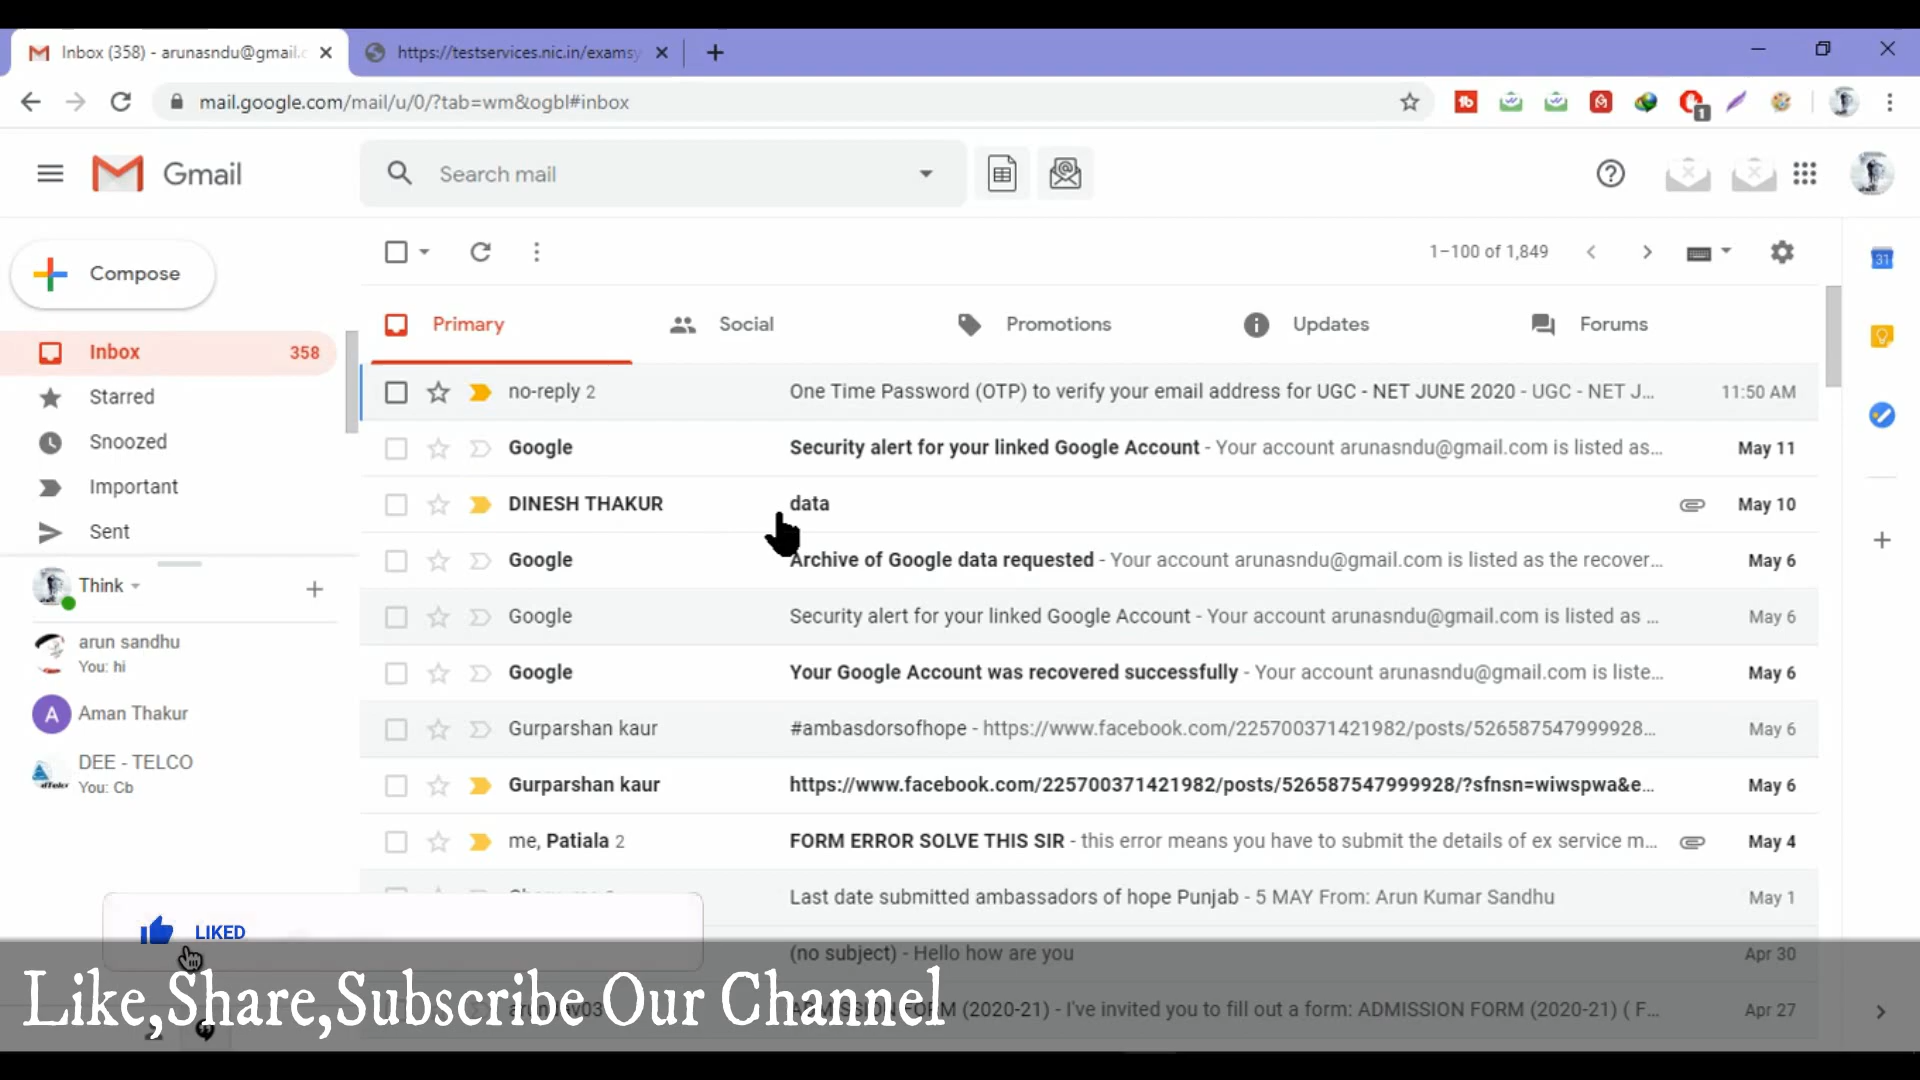 Inbox (358) - arunasndu@gmail.c
https://testservices.nic.in/examsy
mail.google.com/mail/u/0/?tab=wm&ogbl#inbox
1
Gmail
Search mail
Compose
1–100 of 1,849
31
Primary
Social
Promotions
Updates
Forums
Inbox 358
Starred
Snoozed
Important
Sent
Think
arun sandhu
You: hi
A
Aman Thakur
DEE - TELCO
You: Cb
no-reply 2 One Time Password (OTP) to verify your email address for UGC - NET JUNE 2020 - UGC - NET J... 11:50 AM
Google Security alert for your linked Google Account - Your account arunasndu@gmail.com is listed as... May 11
DINESH THAKUR data May 10
Google Archive of Google data requested - Your account arunasndu@gmail.com is listed as the recover... May 6
Google Security alert for your linked Google Account - Your account arunasndu@gmail.com is listed as ... May 6
Google Your Google Account was recovered successfully - Your account arunasndu@gmail.com is liste... May 6
Gurparshan kaur #ambasdorsofhope - https://www.facebook.com/225700371421982/posts/526587547999928... May 6
Gurparshan kaur https://www.facebook.com/225700371421982/posts/526587547999928/?sfnsn=wiwspwa&e... May 6
me, Patiala 2 FORM ERROR SOLVE THIS SIR - this error means you have to submit the details of ex service m... May 4
Last date submitted ambassadors of hope Punjab - 5 MAY From: Arun Kumar Sandhu May 1
(no subject) - Hello how are you Apr 30
ADMISSION FORM (2020-21) - I've invited you to fill out a form: ADMISSION FORM (2020-21) ( F... Apr 27
LIKED
Like,Share,Subscribe Our Channel